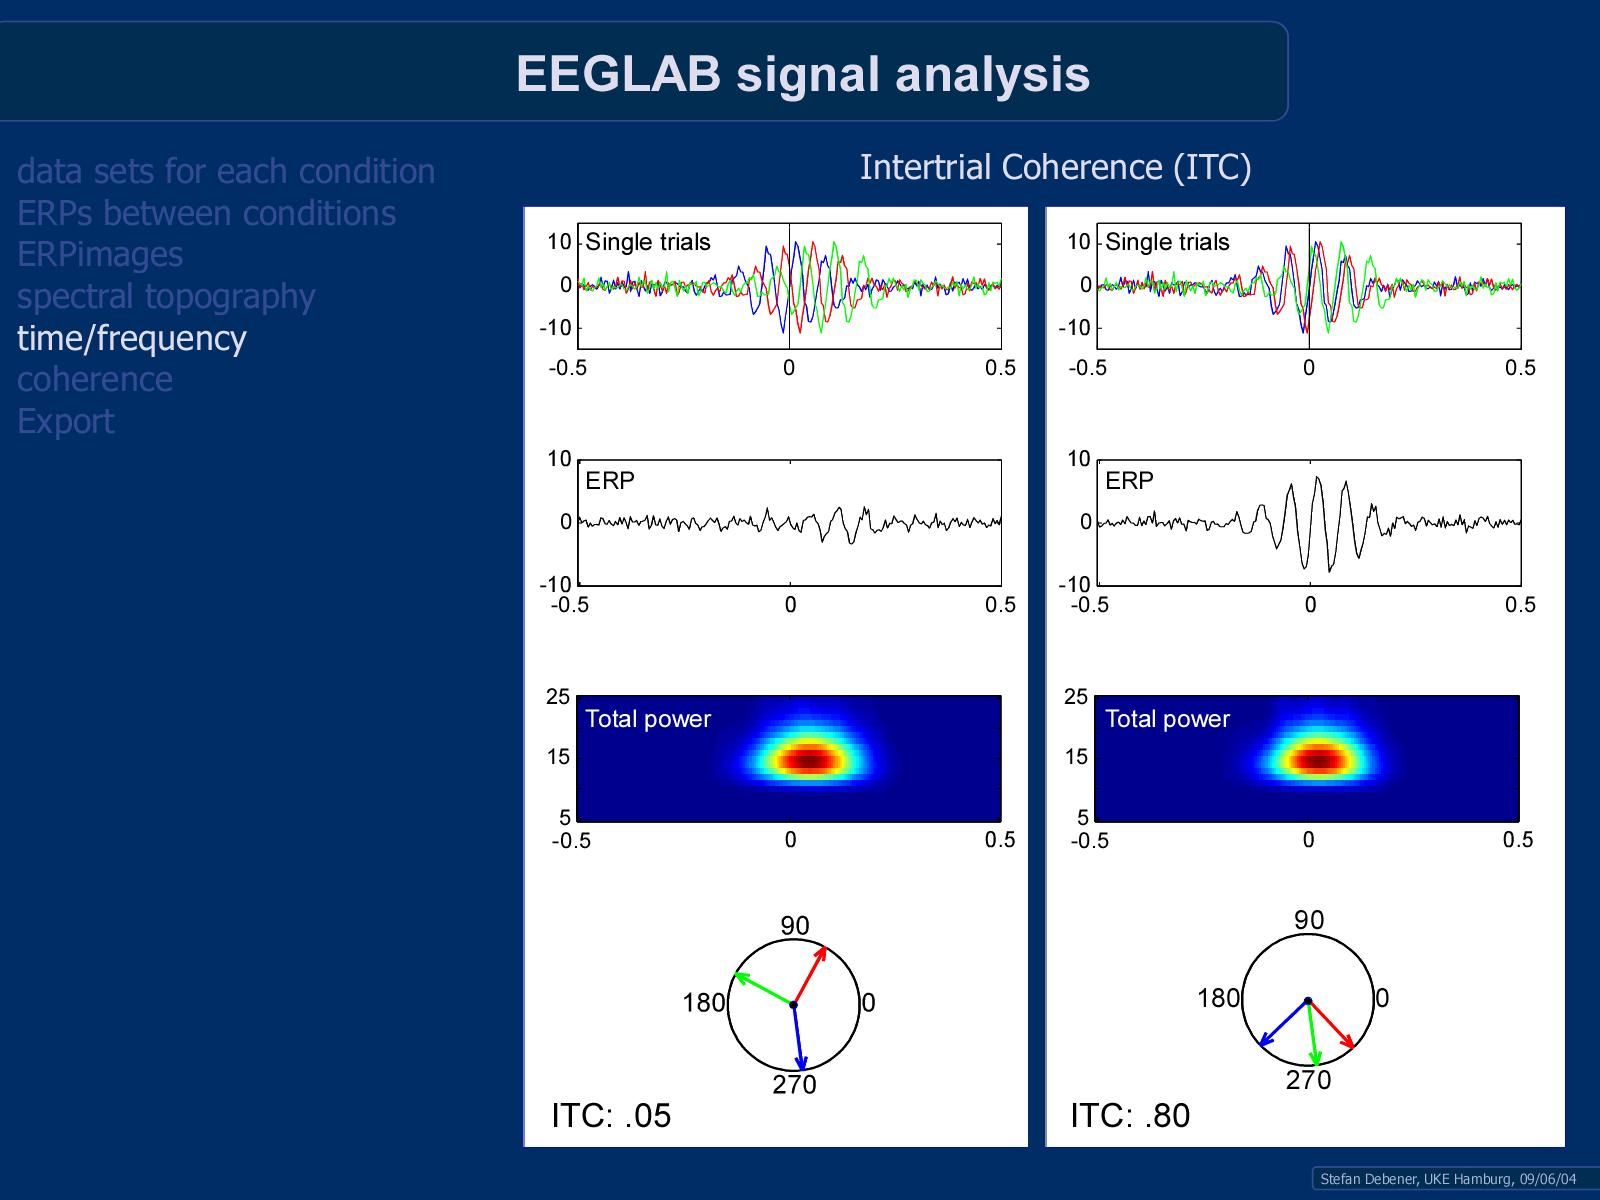 EEGLAB signal analysis
data sets for each condition
ERPs between conditions
ERPimages
spectral topography
time/frequency
coherence
Export
Intertrial Coherence (ITC)
Single trials
10
0
-10
-0.5 0 0.5
ERP
10
0
-10
-0.5 0 0.5
Total power
25
15
5
-0.5 0 0.5
90
180 0
270
ITC: .05
Single trials
10
0
-10
-0.5 0 0.5
ERP
10
0
-10
-0.5 0 0.5
Total power
25
15
5
-0.5 0 0.5
90
180 0
270
ITC: .80
Stefan Debener, UKE Hamburg, 09/06/04